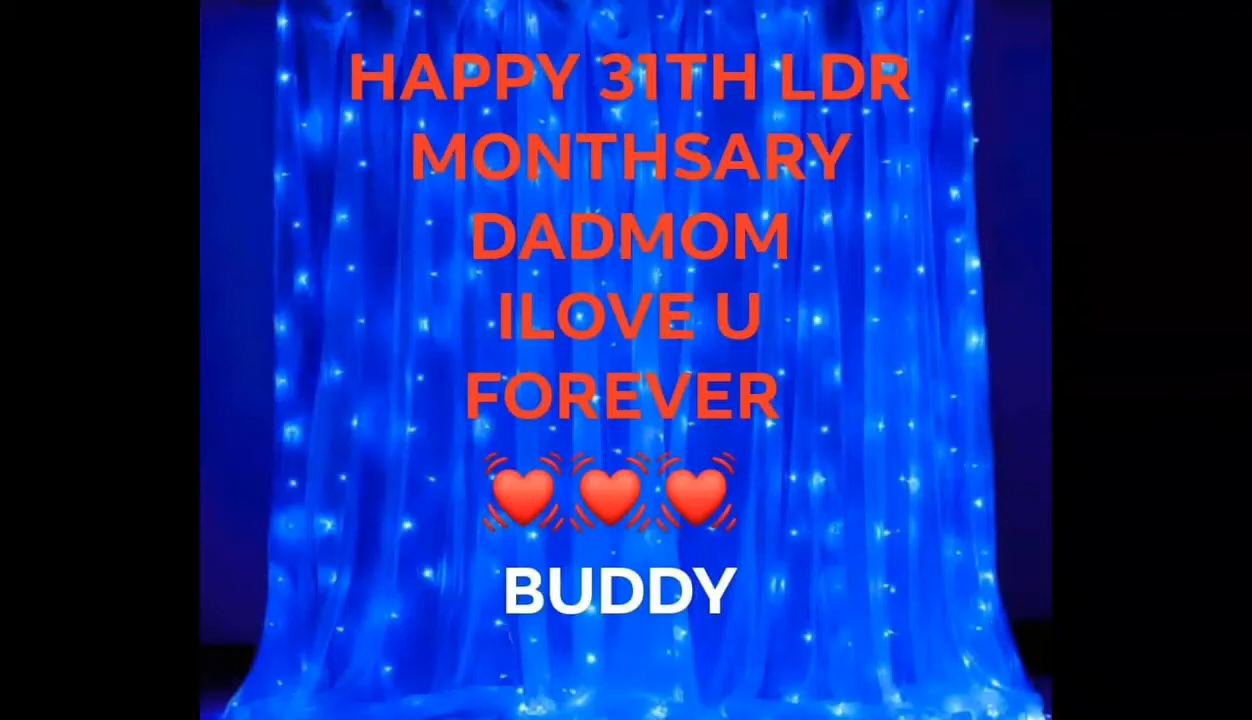 HAPPY 31TH LDR
MONTHSARY
DADMOM
ILOVE U
FOREVER
💓💓💓
BUDDY